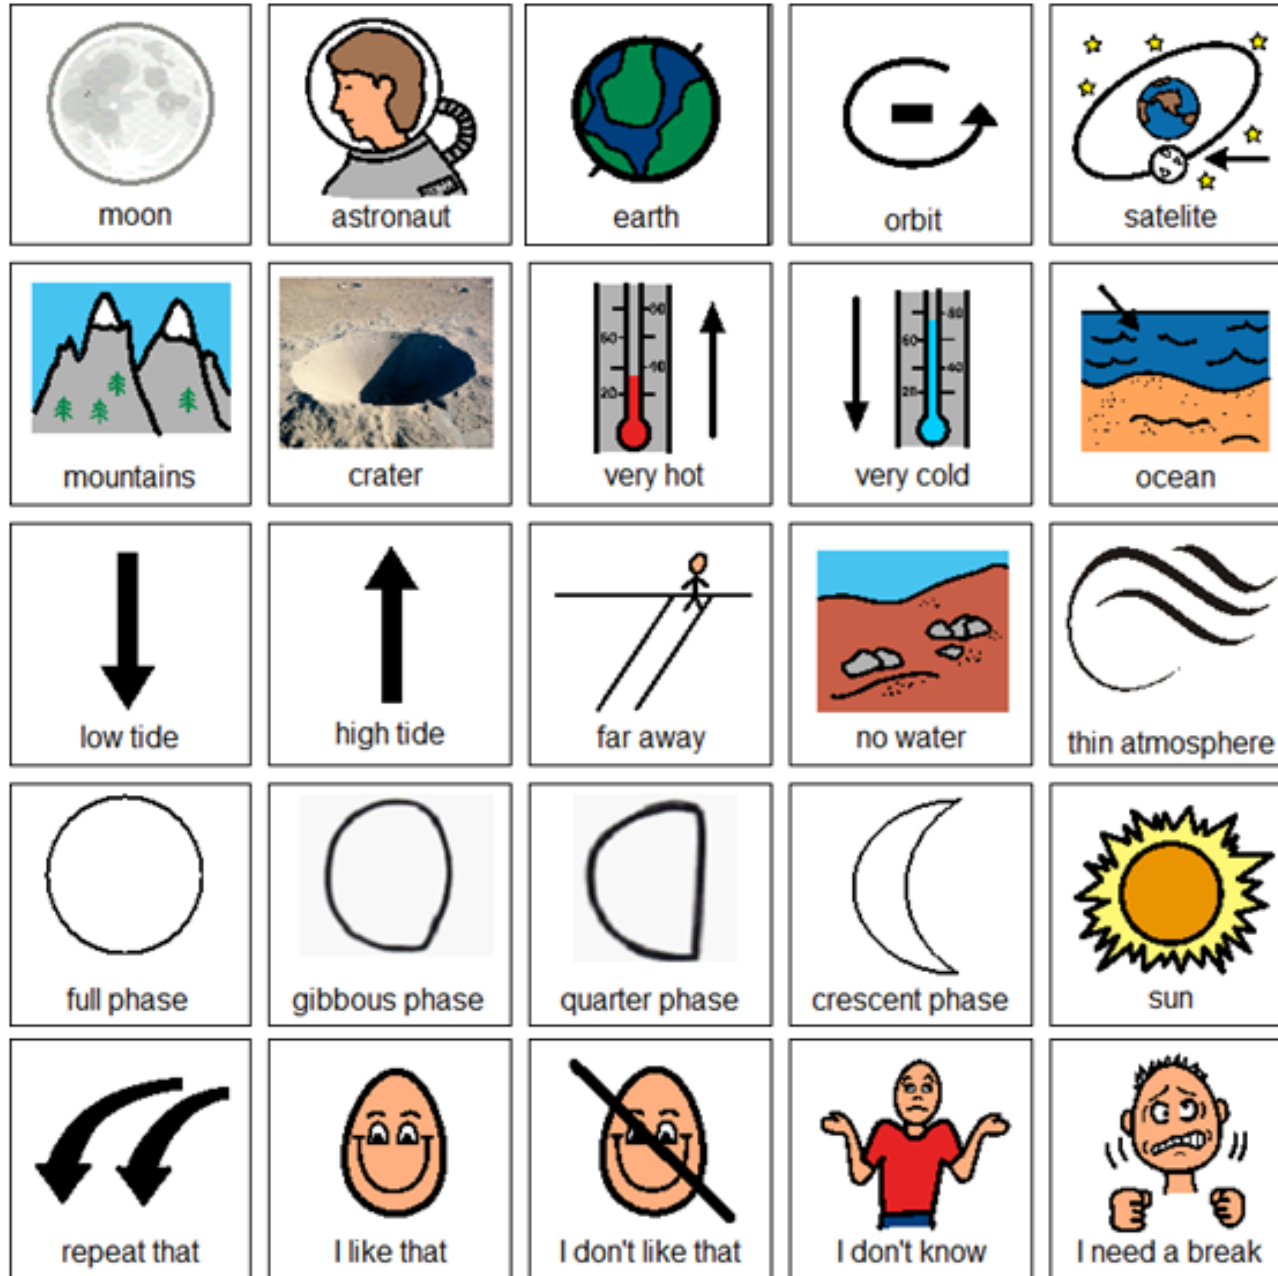 moon
astronaut
earth
orbit
satelite
mountains
crater
very hot
very cold
ocean
low tide
high tide
far away
no water
thin atmosphere
full phase
gibbous phase
quarter phase
crescent phase
sun
repeat that
I like that
I don't like that
I don't know
I need a break